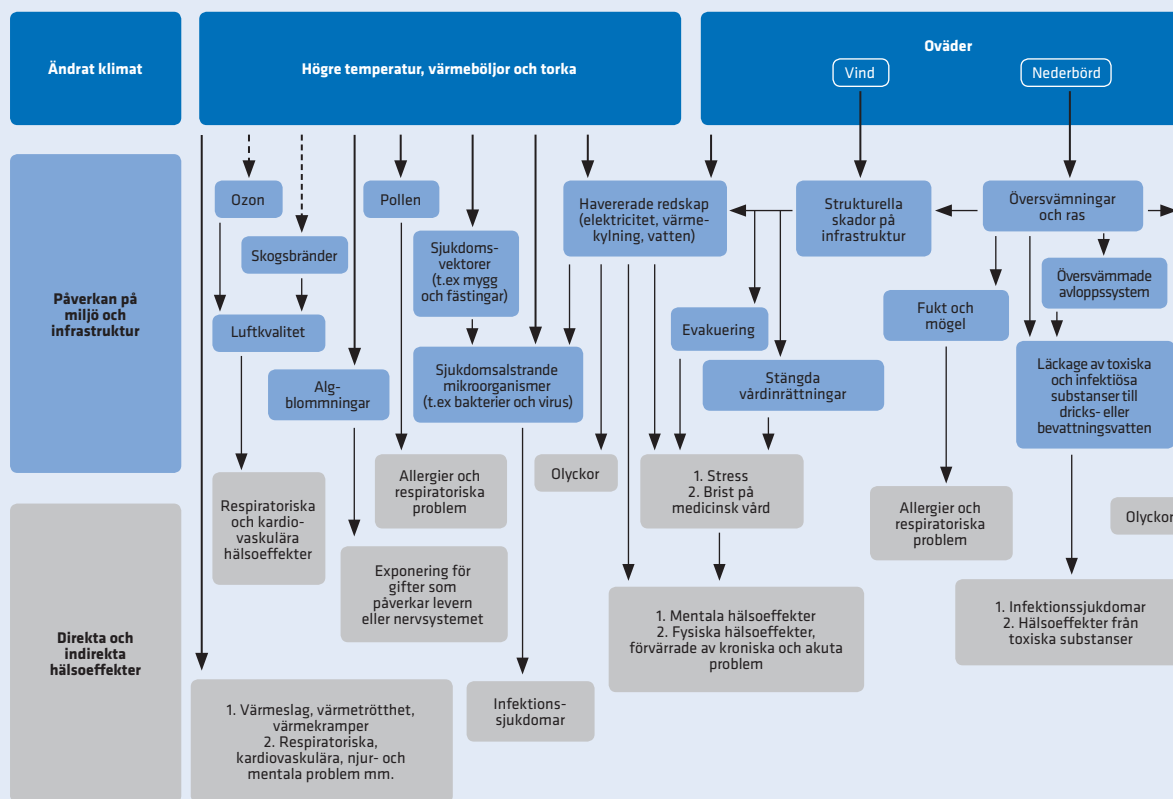 Ändrat klimat
Högre temperatur, värmeböljor och torka
Oväder
Vind
Nederbörd
Påverkan på
miljö och
infrastruktur
Ozon
Pollen
Havererade redskap
(elektricitet, värme-
kylning, vatten)
Strukturella
skador på
infrastruktur
Översvämningar
och ras
Skogsbränder
Sjukdoms-
vektorer
(t.ex mygg
och fästingar)
Översvämmade
avloppssystem
Luftkvalitet
Evakuering
Fukt och
mögel
Alg-
blommningar
Sjukdomsalstrande
mikroorganismer
(t.ex bakterier och virus)
Stängda
vårdinrättningar
Läckage av toxiska
och infektiösa
substanser till
dricks- eller
bevattningsvatten
Direkta och
indirekta
hälsoeffekter
Respiratoriska
och kardio-
vaskulära
hälsoeffekter
Allergier och
respiratoriska
problem
Olyckor
1. Stress
2. Brist på
medicinsk vård
Allergier och
respiratoriska
problem
Olyckor
Exponering för
gifter som
påverkar levern
eller nervsystemet
1. Mentala hälsoeffekter
2. Fysiska hälsoeffekter,
förvärrade av kroniska och akuta
problem
1. Infektionssjukdomar
2. Hälsoeffekter från
toxiska substanser
1. Värmeslag, värmetrötthet,
värmekramper
2. Respiratoriska,
kardiovaskulära, njur- och
mentala problem mm.
Infektions-
sjukdomar